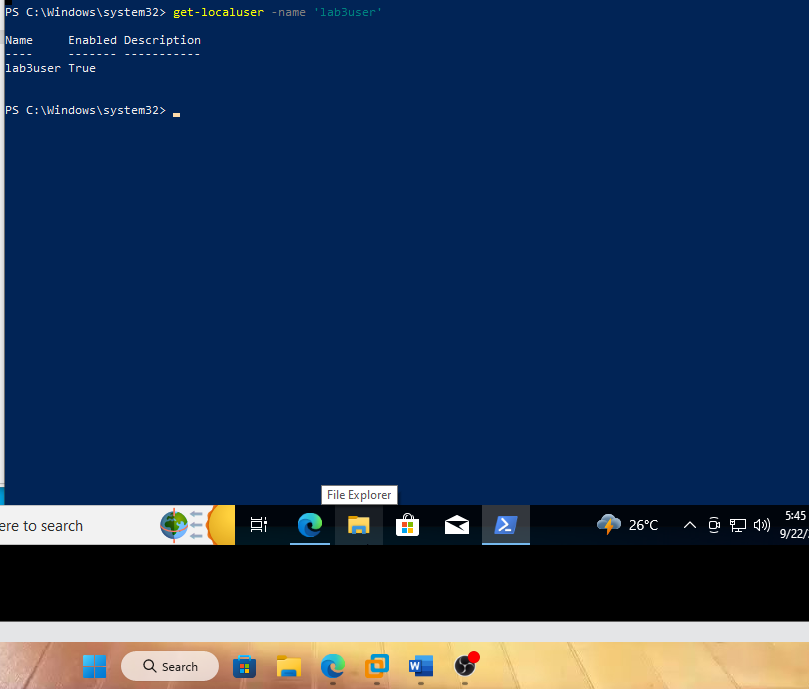 PS C:\Windows\system32> get-localuser -name 'lab3user'
Name     Enabled Description
----     ------- -----------
lab3user True
PS C:\Windows\system32>
File Explorer
ere to search
26°C
5:45
9/22/
Search